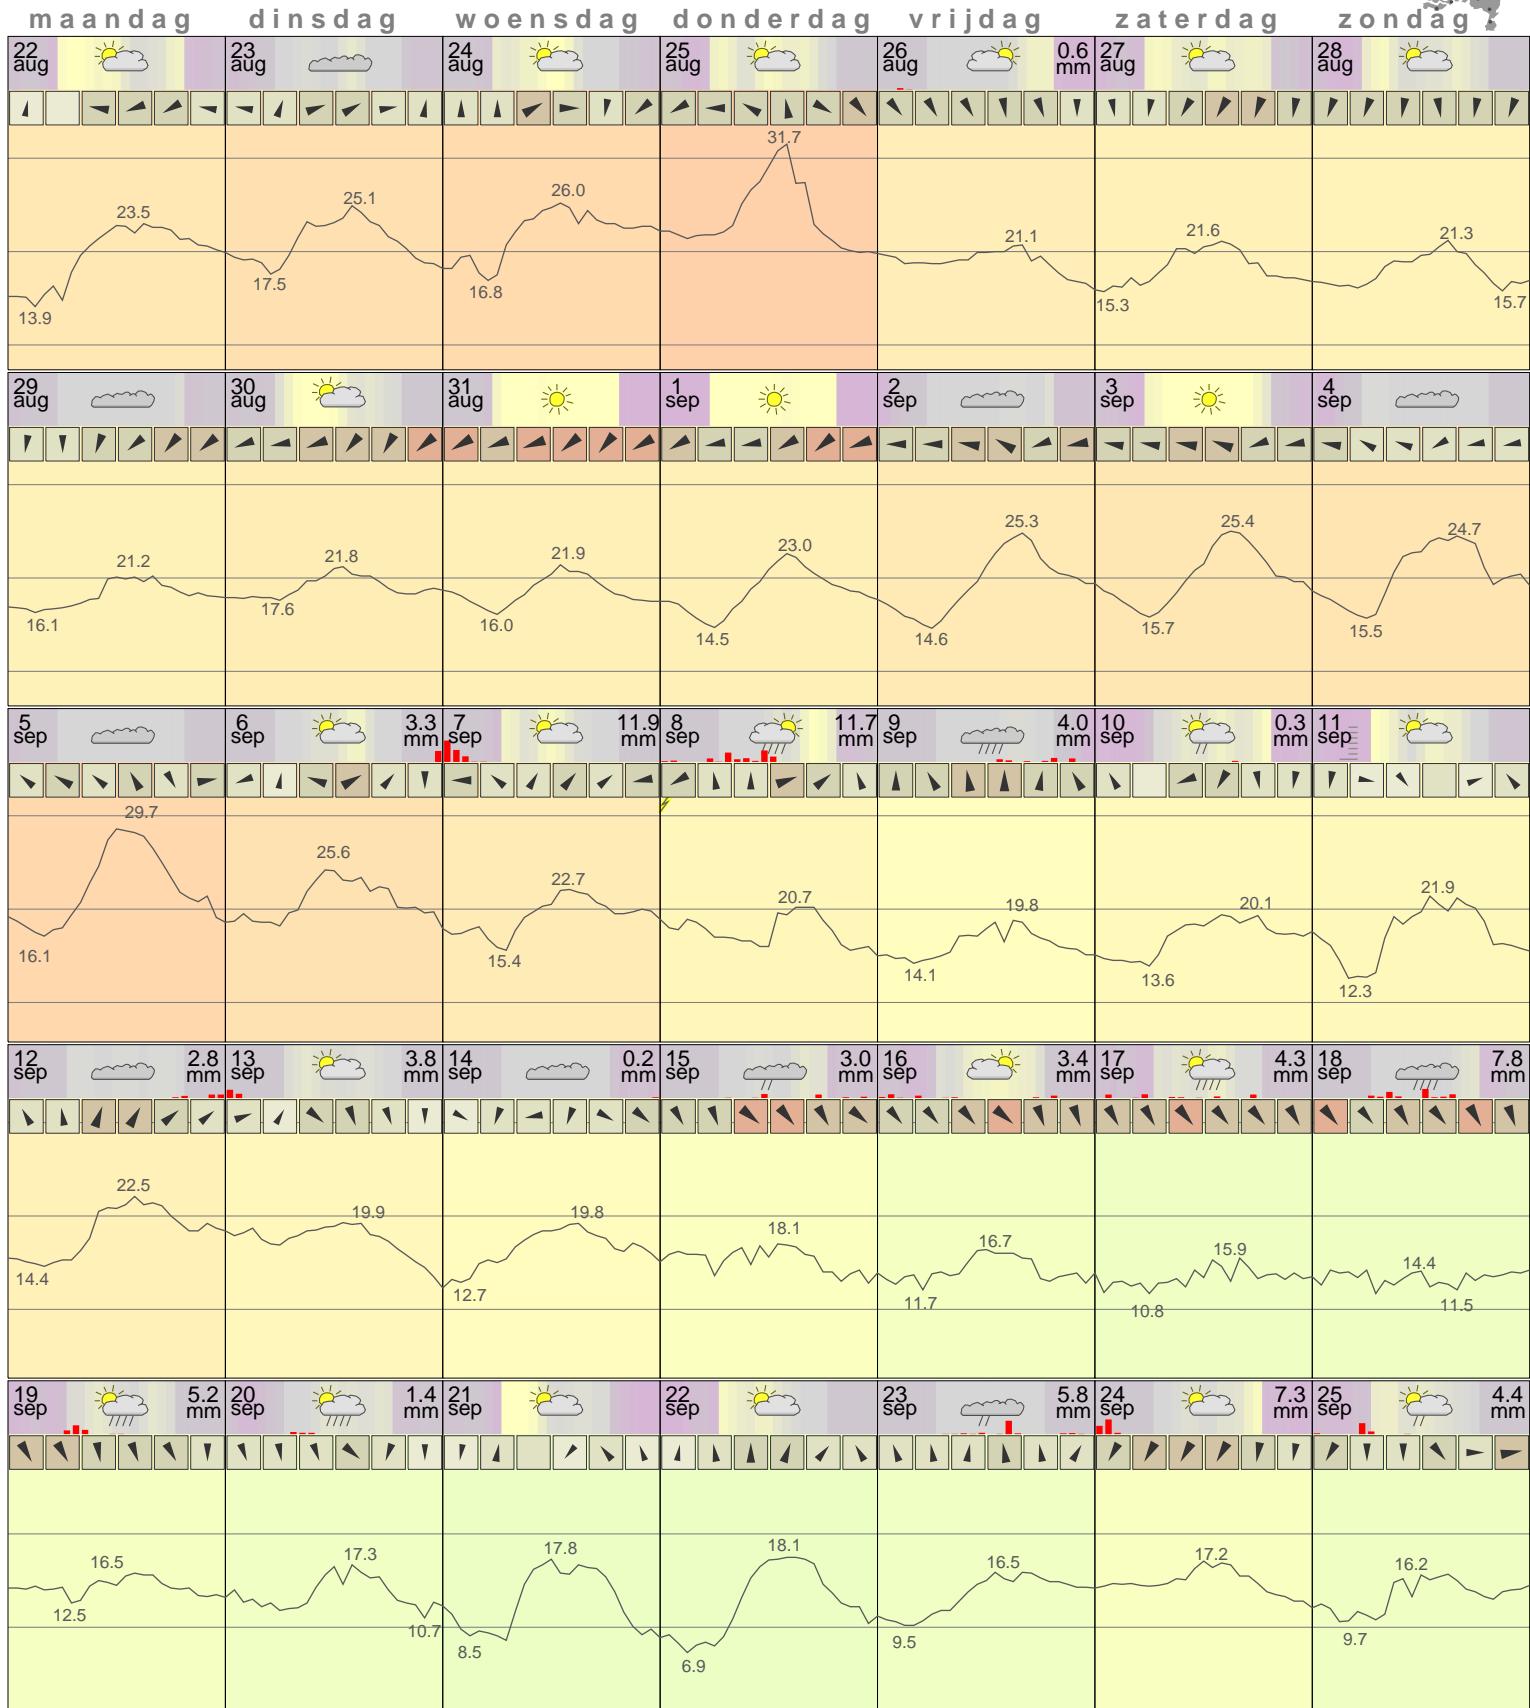 maandag dinsdag woensdag donderdag vrijdag zaterdag zondag
22 23 24 25 26 0.6 27 28
aug aug aug aug aug mm aug aug
31.7
23.5 25.1 26.0 21.1 21.6 21.3
13.9 17.5 16.8 15.3 15.7
29 30 31 1 2 3 4
aug aug aug sep sep sep sep
21.2 21.8 21.9 23.0 25.3 25.4 24.7
16.1 17.6 16.0 14.5 14.6 15.7 15.5
5 6 3.3 7 11.9 8 11.7 9 4.0 10 0.3 11
sep sep mm sep mm sep mm sep mm sep mm sep
29.7 25.6 22.7 20.7 19.8 20.1 21.9
16.1 15.4 14.1 13.6 12.3
12 2.8 13 3.8 14 0.2 15 3.0 16 3.4 17 4.3 18 7.8
sep mm sep mm sep mm sep mm sep mm sep mm sep mm
22.5 19.9 19.8 18.1 16.7 15.9 14.4
14.4 12.7 11.7 10.8 11.5
19 5.2 20 1.4 21 22 23 5.8 24 7.3 25 4.4
sep mm sep mm sep sep sep mm sep mm sep mm
16.5 17.3 17.8 18.1 16.5 17.2 16.2
12.5 10.7 8.5 6.9 9.5 9.7